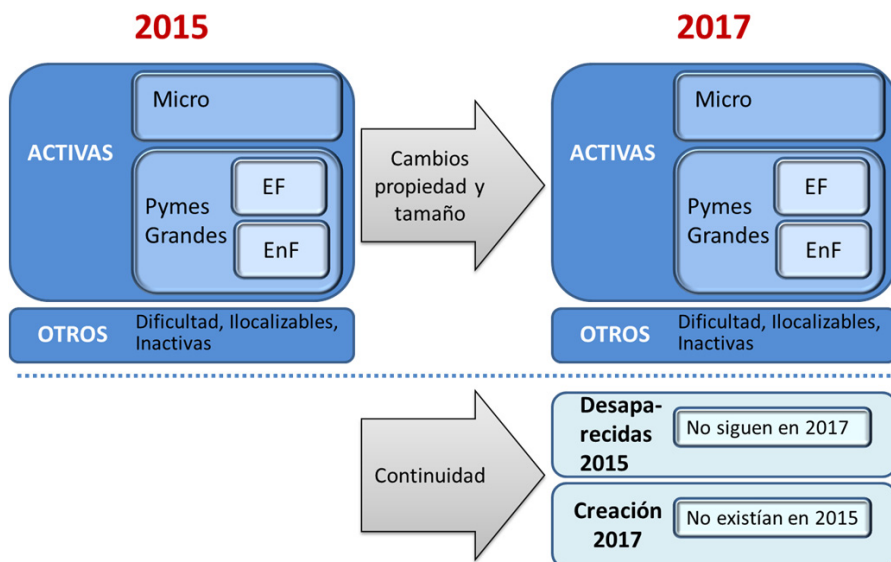 2015
2017
Micro
ACTIVAS
EF
Pymes
Grandes
EnF
OTROS
Dificultad, Ilocalizables,
Inactivas
Cambios
propiedad y
tamaño
Micro
ACTIVAS
EF
Pymes
Grandes
EnF
OTROS
Dificultad, Ilocalizables,
Inactivas
Continuidad
Desapa-
recidas
2015
No siguen en 2017
Creación
2017
No existían en 2015